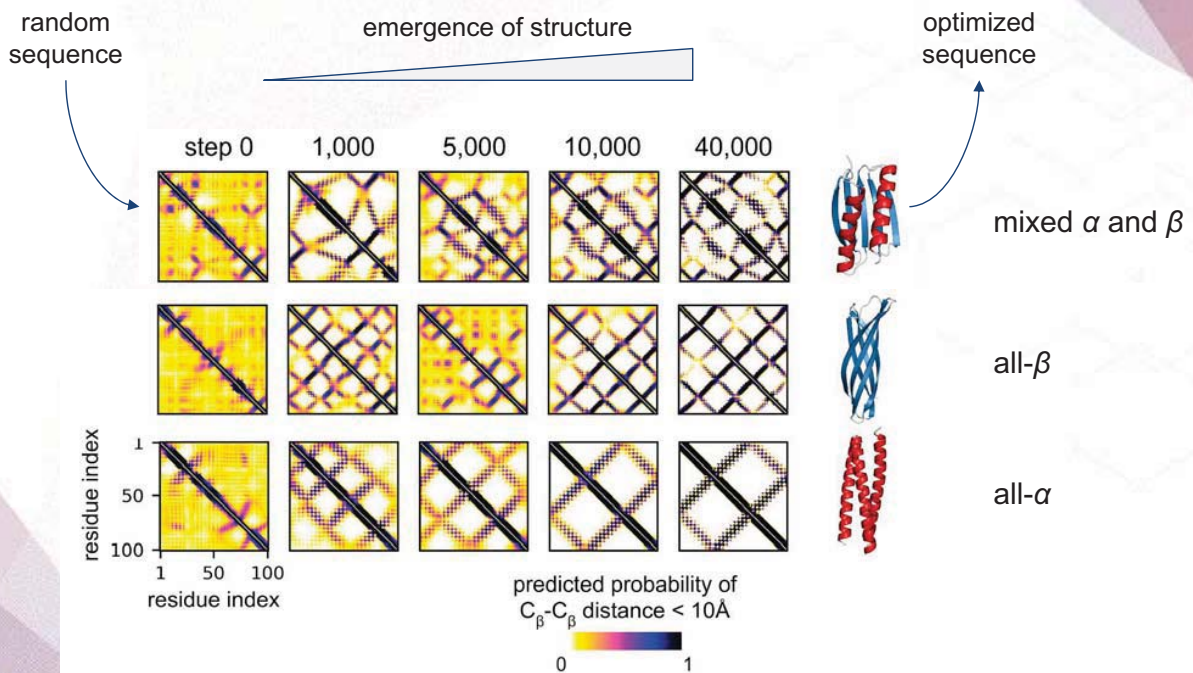 random
sequence
emergence of structure
optimized
sequence
step 0
1,000
5,000
10,000
40,000
mixed α and β
all-β
all-α
residue index
1
50
100
1
50
100
residue index
predicted probability of
Cβ-Cβ distance < 10Å
0
1